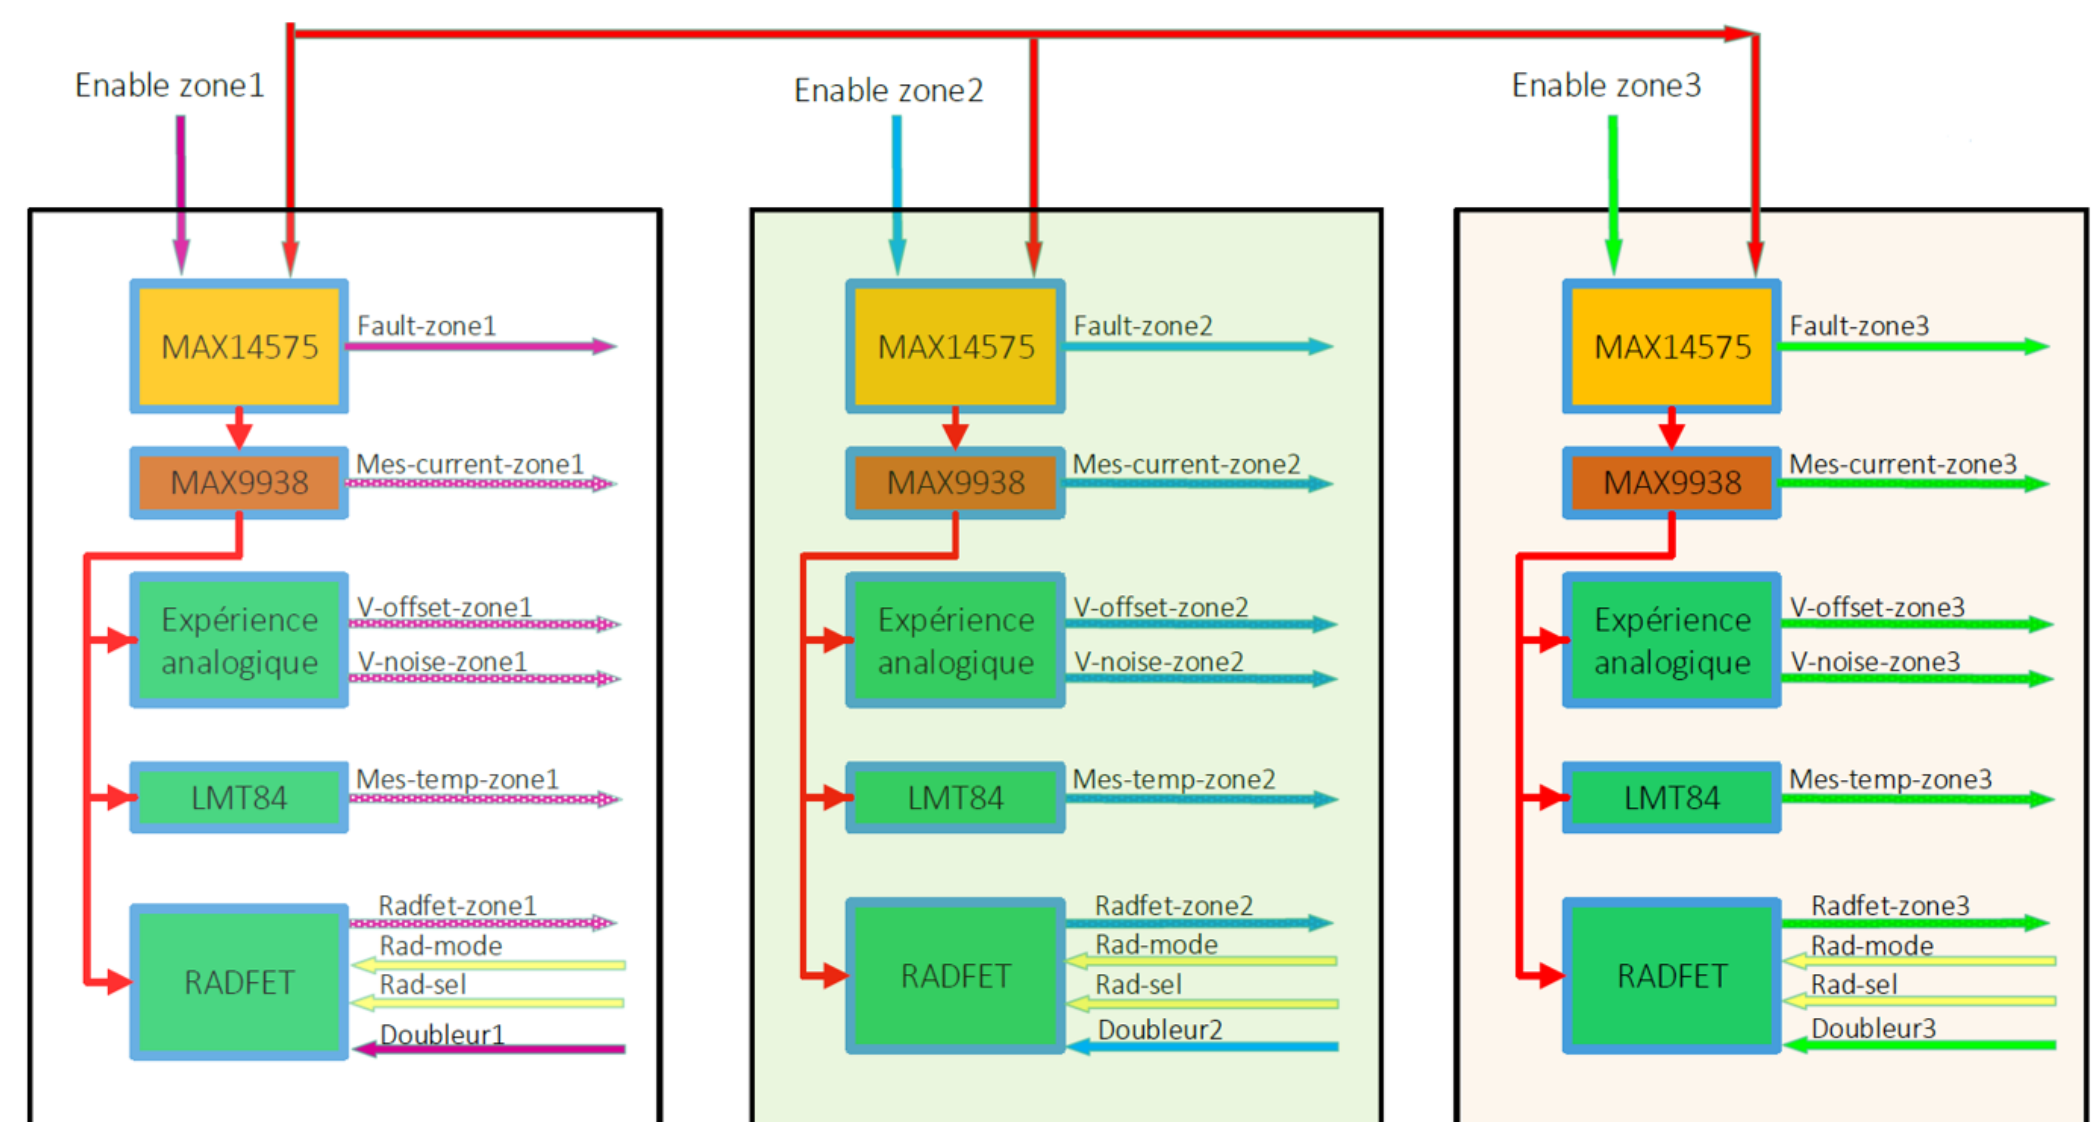 Enable zone1
Enable zone2
Enable zone3
MAX14575
Fault-zone1
MAX9938
Mes-current-zone1
Expérience
analogique
V-offset-zone1
V-noise-zone1
LMT84
Mes-temp-zone1
RADFET
Radfet-zone1
Rad-mode
Rad-sel
Doubleur1
MAX14575
Fault-zone2
MAX9938
Mes-current-zone2
Expérience
analogique
V-offset-zone2
V-noise-zone2
LMT84
Mes-temp-zone2
RADFET
Radfet-zone2
Rad-mode
Rad-sel
Doubleur2
MAX14575
Fault-zone3
MAX9938
Mes-current-zone3
Expérience
analogique
V-offset-zone3
V-noise-zone3
LMT84
Mes-temp-zone3
RADFET
Radfet-zone3
Rad-mode
Rad-sel
Doubleur3